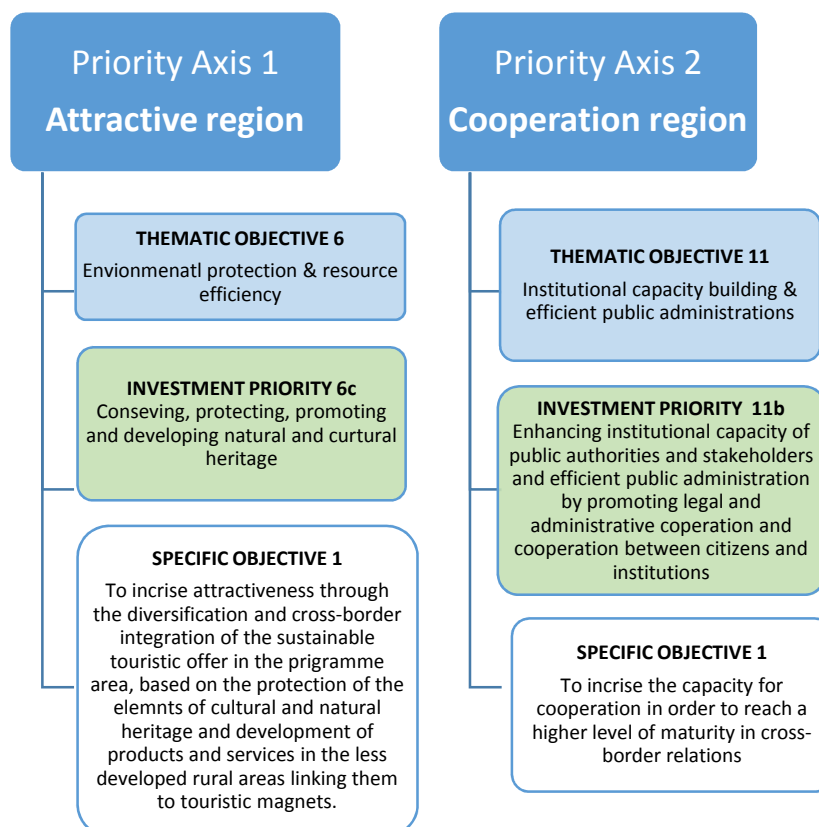 Priority Axis 1
Attractive region
THEMATIC OBJECTIVE 6
Envionmenatl protection & resource
efficiency
INVESTMENT PRIORITY 6c
Conseving, protecting, promoting
and developing natural and curtural
heritage
SPECIFIC OBJECTIVE 1
To incrise attractiveness through
the diversification and cross-border
integration of the sustainable
touristic offer in the prigramme
area, based on the protection of the
elemnts of cultural and natural
heritage and development of
products and services in the less
developed rural areas linking them
to touristic magnets.
Priority Axis 2
Cooperation region
THEMATIC OBJECTIVE 11
Institutional capacity building &
efficient public administrations
INVESTMENT PRIORITY 11b
Enhancing institutional capacity of
public authorities and stakeholders
and efficient public administration
by promoting legal and
administrative coperation and
cooperation between citizens and
institutions
SPECIFIC OBJECTIVE 1
To incrise the capacity for
cooperation in order to reach a
higher level of maturity in cross-
border relations